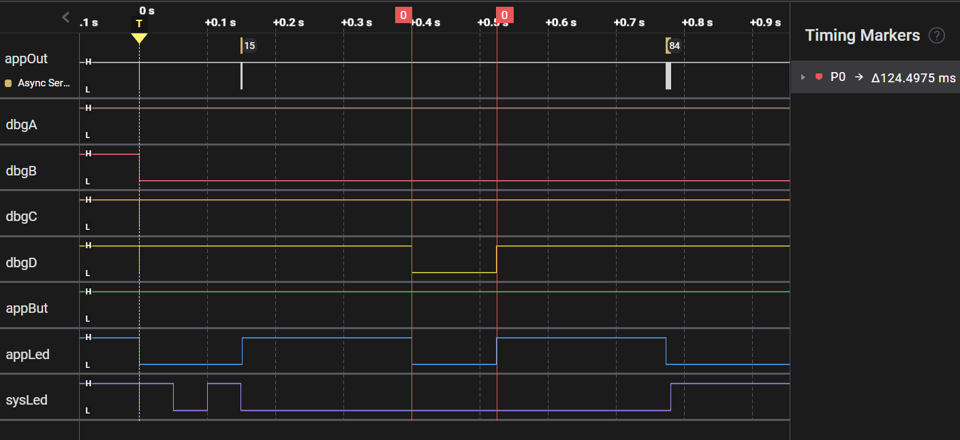 0 s
.1 s T +0.1 s +0.2 s +0.3 s 0 +0.4 s 0 +0.5 s +0.6 s +0.7 s +0.8 s +0.9 s
Timing Markers ?
appOut H L 15 84
Async Ser...
P0 → Δ124.4975 ms
dbgA H L
dbgB H L
dbgC H L
dbgD H L
appBut H L
appLed H L
sysLed H L